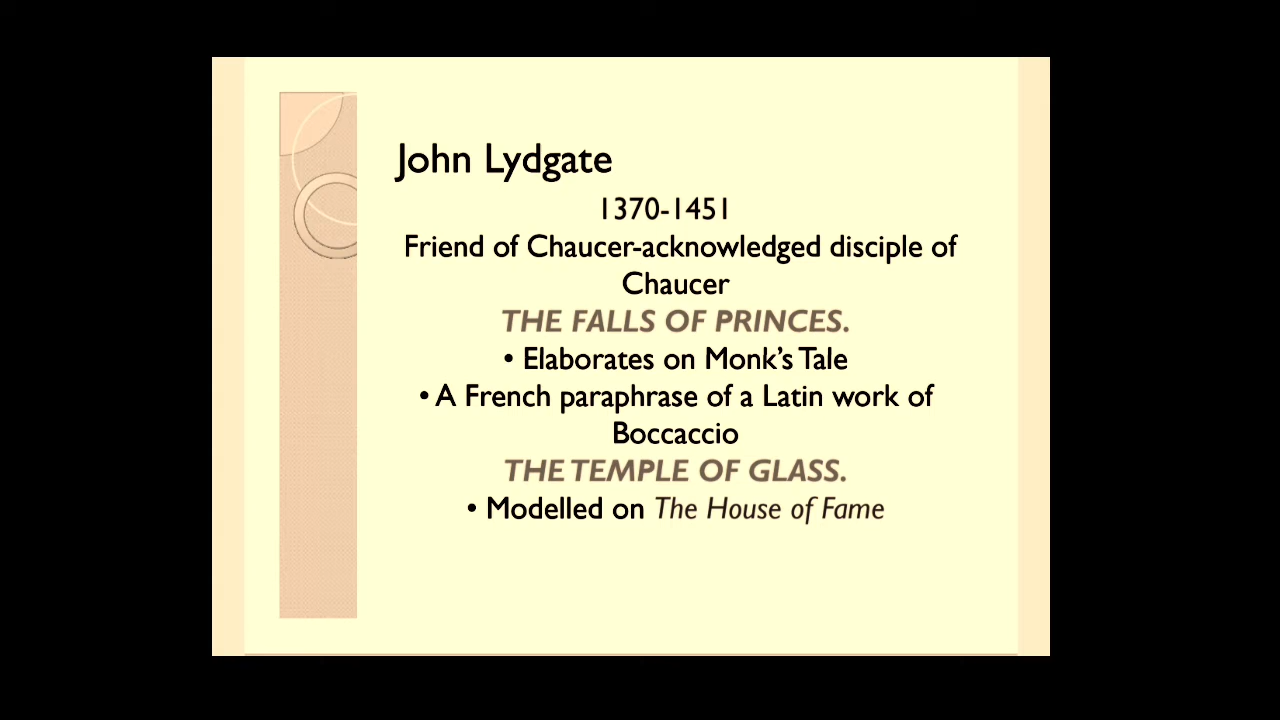 John Lydgate
1370-1451
Friend of Chaucer-acknowledged disciple of
Chaucer
THE FALLS OF PRINCES.
• Elaborates on Monk's Tale
• A French paraphrase of a Latin work of
Boccaccio
THE TEMPLE OF GLASS.
• Modelled on The House of Fame